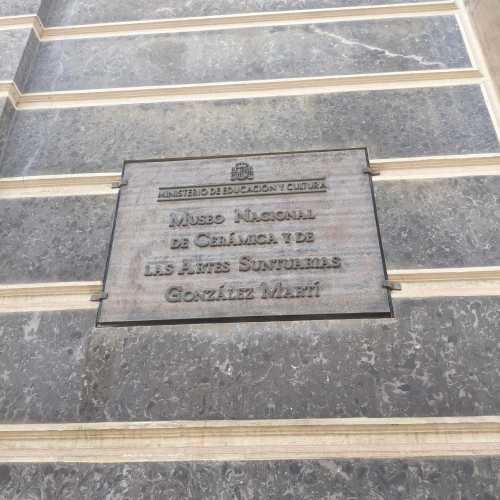 MINISTERIO DE EDUCACIÓN Y CULTURA
MUSEO NACIONAL
DE CERÁMICA Y DE
LAS ARTES SUNTUARIAS
GONZÁLEZ MARTÍ